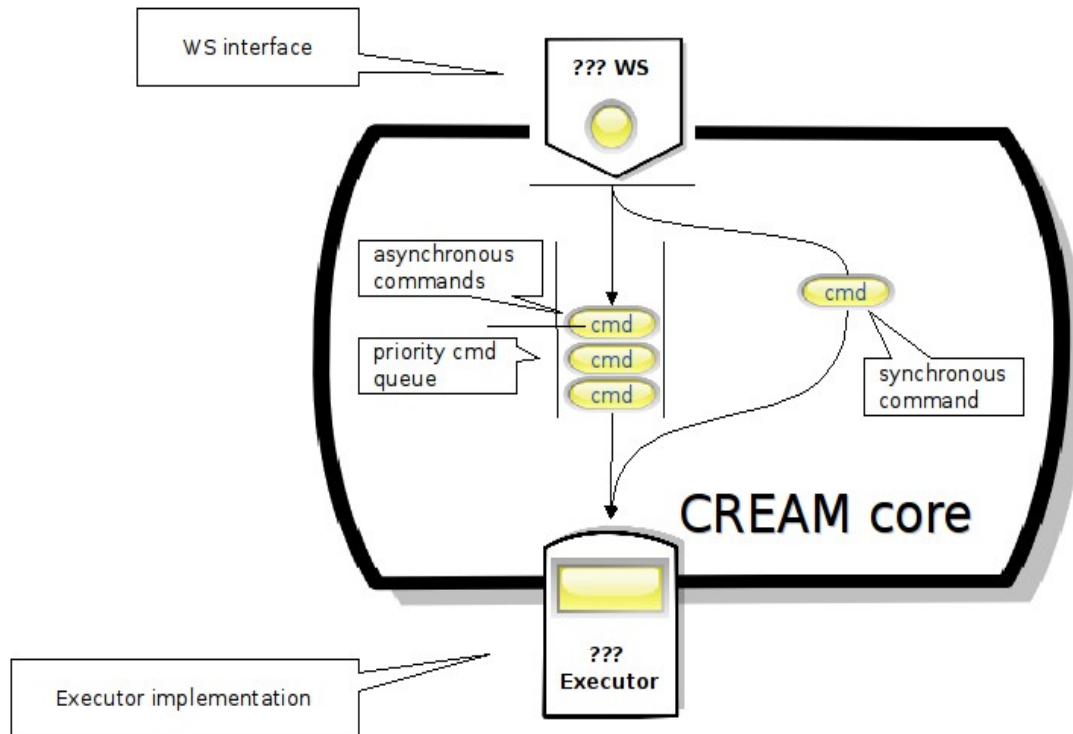 WS interface
??? WS
asynchronous
commands
cmd
cmd
priority cmd
queue
cmd
cmd
synchronous
command
CREAM core
???
Executor
Executor implementation